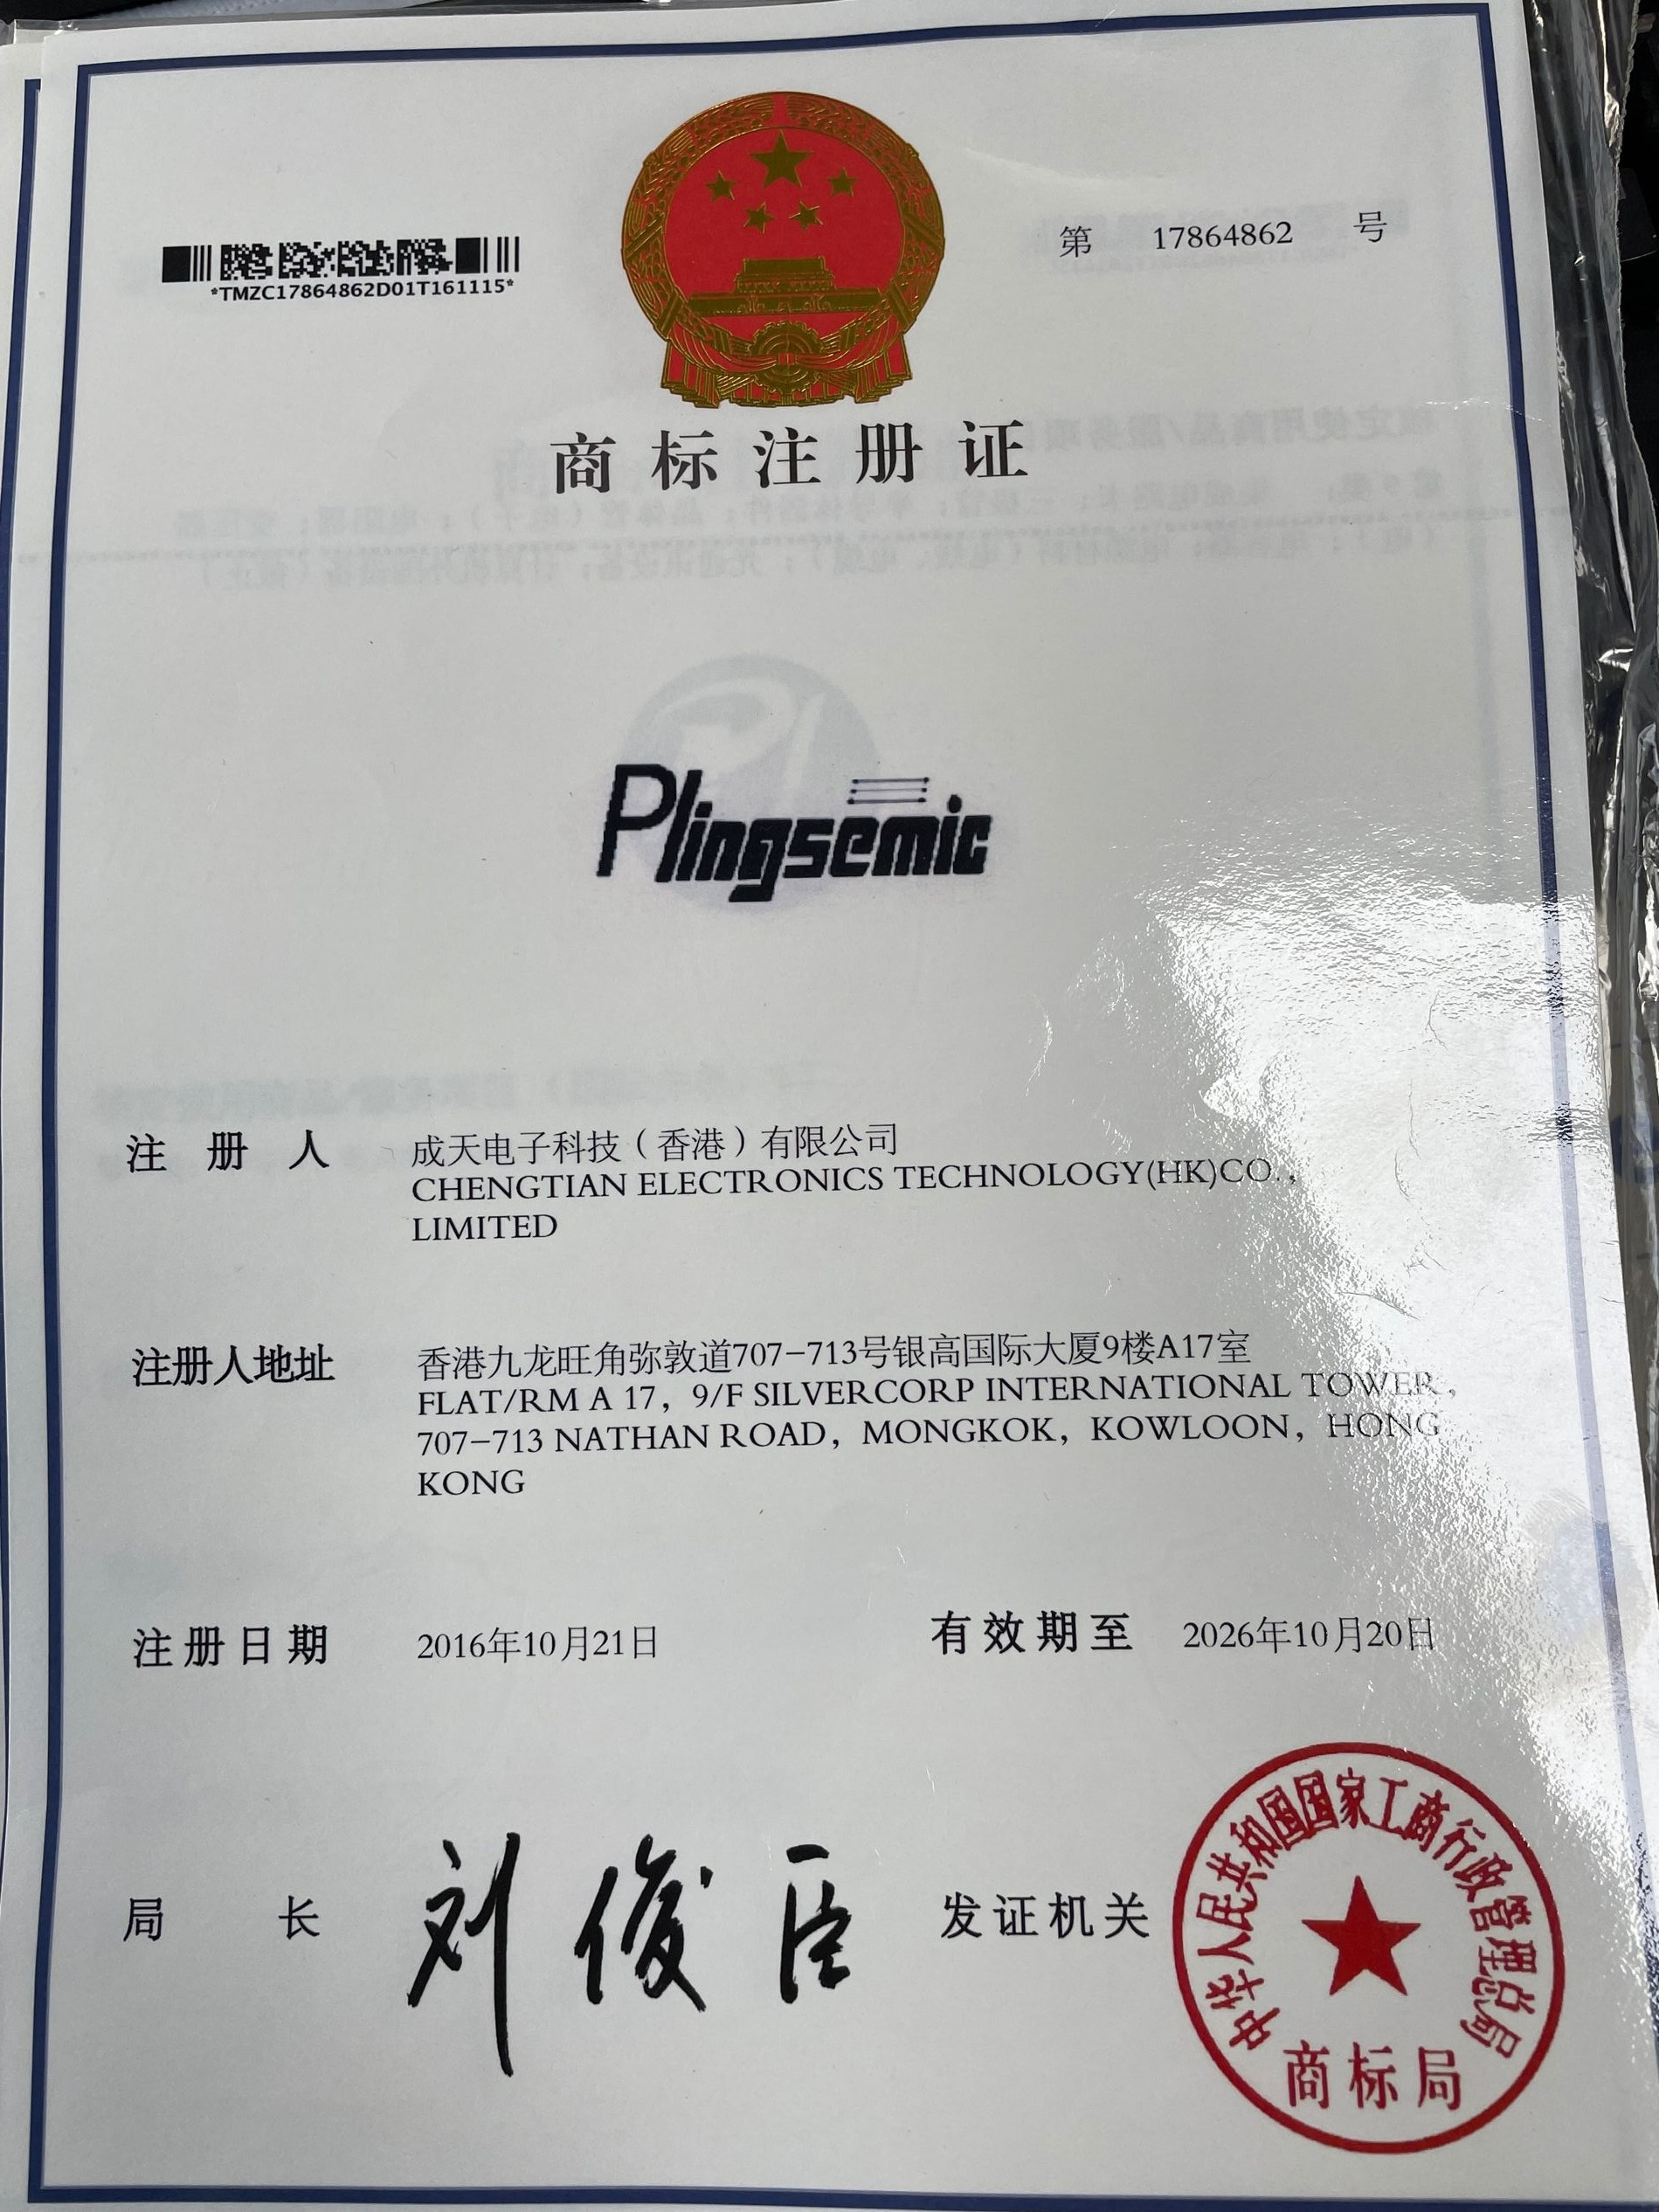 第 17864862 号
*TMZC17864862D01T161115*
商标注册证
Plingsemic
注册人 成天电子科技（香港）有限公司
CHENGTIAN ELECTRONICS TECHNOLOGY(HK)CO.,
LIMITED
注册人地址 香港九龙旺角弥敦道707-713号银高国际大厦9楼A17室
FLAT/RM A 17, 9/F SILVERCORP INTERNATIONAL TOWER,
707-713 NATHAN ROAD, MONGKOK, KOWLOON, HONG
KONG
注册日期 2016年10月21日 有效期至 2026年10月20日
局长 刘俊臣 发证机关
中华人民共和国国家工商行政管理总局
商标局